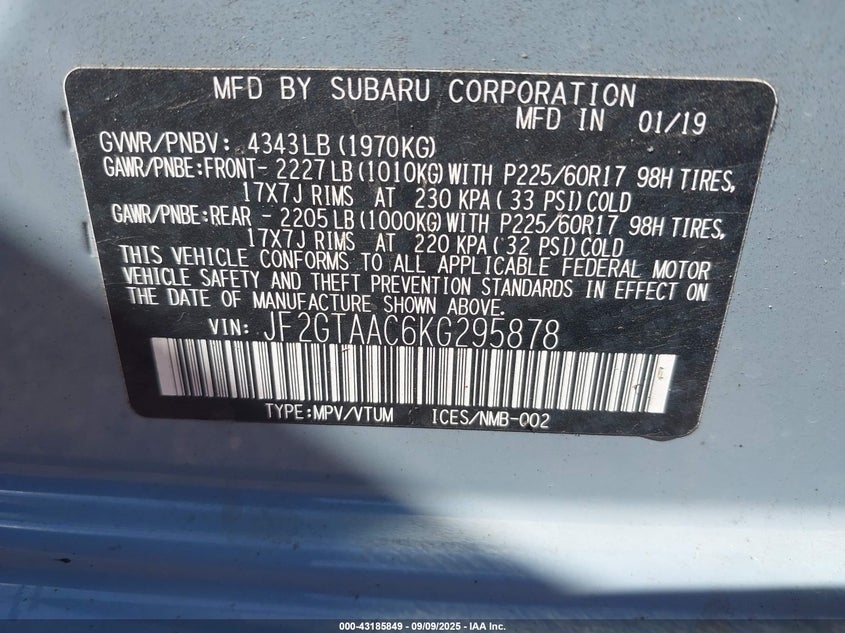 MFD BY SUBARU CORPORATION
MFD IN 01/19
GVWR/PNBV: 4343LB (1970KG)
GAWR/PNBE:FRONT- 2227LB (1010KG) WITH P225/60R17 98H TIRES,
17X7J RIMS AT 230 KPA ( 33 PSI) COLD
GAWR/PNBE:REAR - 2205LB (1000KG) WITH P225/60R17 98H TIRES,
17X7J RIMS AT 220 KPA ( 32 PSI) COLD
THIS VEHICLE CONFORMS TO ALL APPLICABLE FEDERAL MOTOR
VEHICLE SAFETY AND THEFT PREVENTION STANDARDS IN EFFECT ON
THE DATE OF MANUFACTURE SHOWN ABOVE.
VIN: JF2GTAAC6KG295878
TYPE:MPV/VTUM ICES/NMB-002
000-43185849 - 09/09/2025 - IAA Inc.